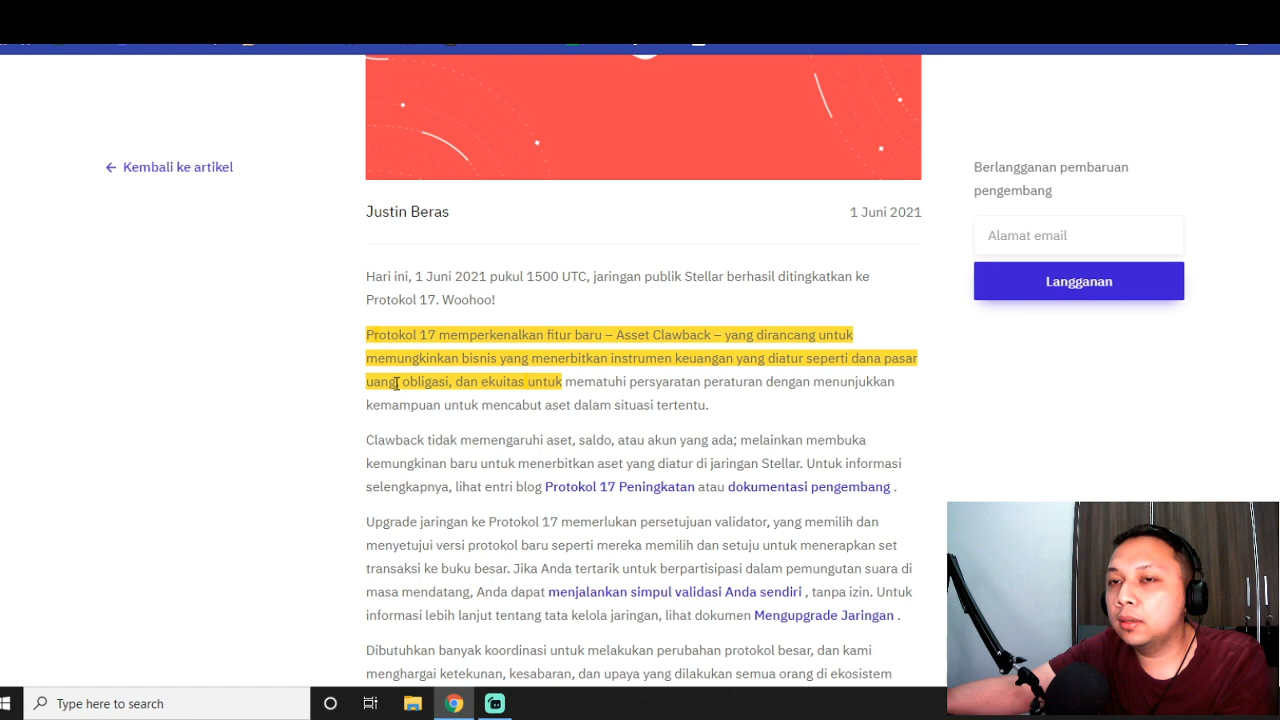 ← Kembali ke artikel
Justin Beras
1 Juni 2021
Hari ini, 1 Juni 2021 pukul 1500 UTC, jaringan publik Stellar berhasil ditingkatkan ke
Protokol 17. Woohoo!
Protokol 17 memperkenalkan fitur baru – Asset Clawback – yang dirancang untuk
memungkinkan bisnis yang menerbitkan instrumen keuangan yang diatur seperti dana pasar
uang, obligasi, dan ekuitas untuk mematuhi persyaratan peraturan dengan menunjukkan
kemampuan untuk mencabut aset dalam situasi tertentu.
Clawback tidak memengaruhi aset, saldo, atau akun yang ada; melainkan membuka
kemungkinan baru untuk menerbitkan aset yang diatur di jaringan Stellar. Untuk informasi
selengkapnya, lihat entri blog Protokol 17 Peningkatan atau dokumentasi pengembang .
Upgrade jaringan ke Protokol 17 memerlukan persetujuan validator, yang memilih dan
menyetujui versi protokol baru seperti mereka memilih dan setuju untuk menerapkan set
transaksi ke buku besar. Jika Anda tertarik untuk berpartisipasi dalam pemungutan suara di
masa mendatang, Anda dapat menjalankan simpul validasi Anda sendiri , tanpa izin. Untuk
informasi lebih lanjut tentang tata kelola jaringan, lihat dokumen Mengupgrade Jaringan .
Dibutuhkan banyak koordinasi untuk melakukan perubahan protokol besar, dan kami
menghargai ketekunan, kesabaran, dan upaya yang dilakukan semua orang di ekosistem
Berlangganan pembaruan
pengembang
Alamat email
Langganan
Type here to search